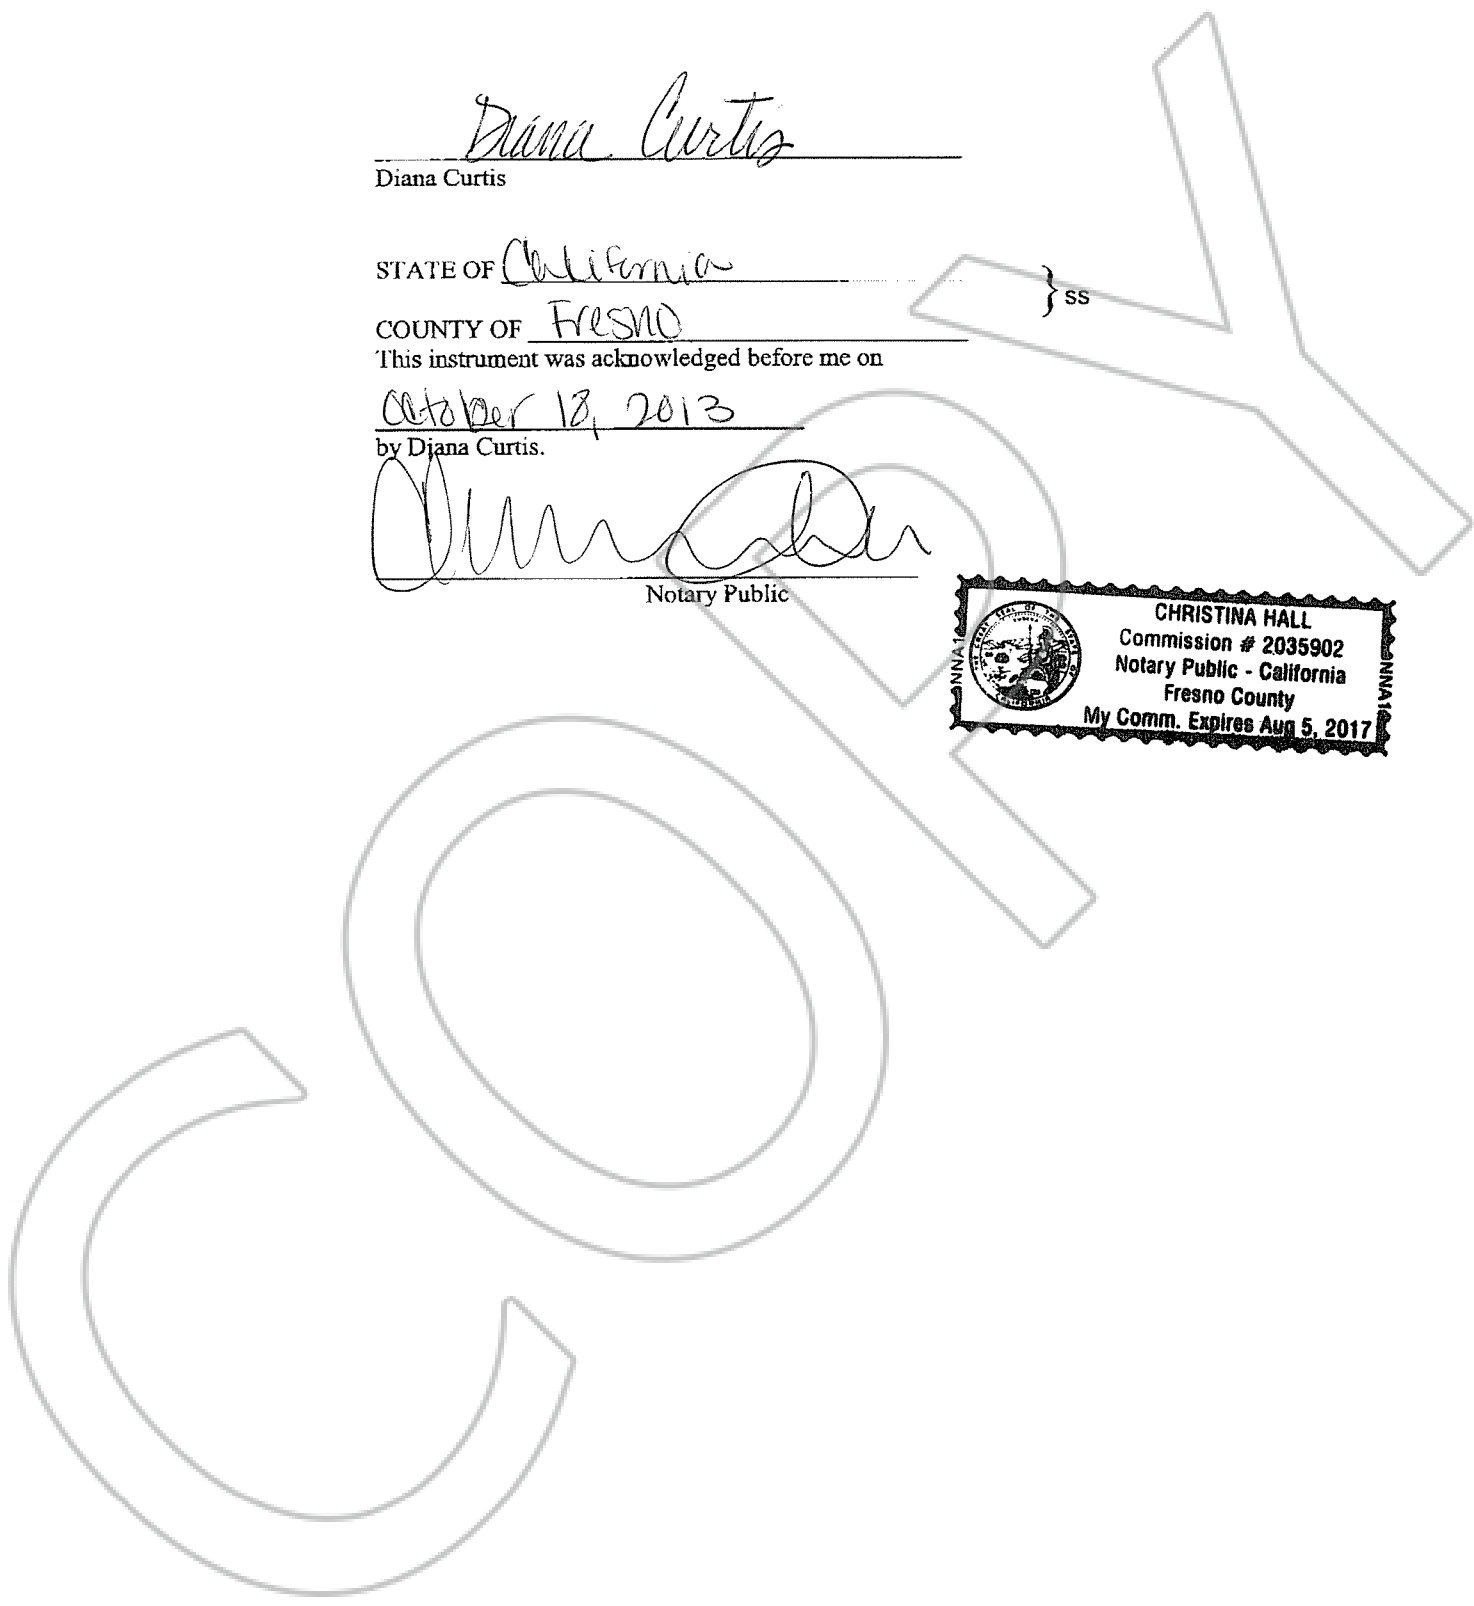 Diana Curtis
Diana Curtis
STATE OF California
} ss
COUNTY OF Fresno
This instrument was acknowledged before me on
October 18, 2013
by Diana Curtis.
Notary Public
CHRISTINA HALL
Commission # 2035902
Notary Public - California
Fresno County
My Comm. Expires Aug 5, 2017
COPY